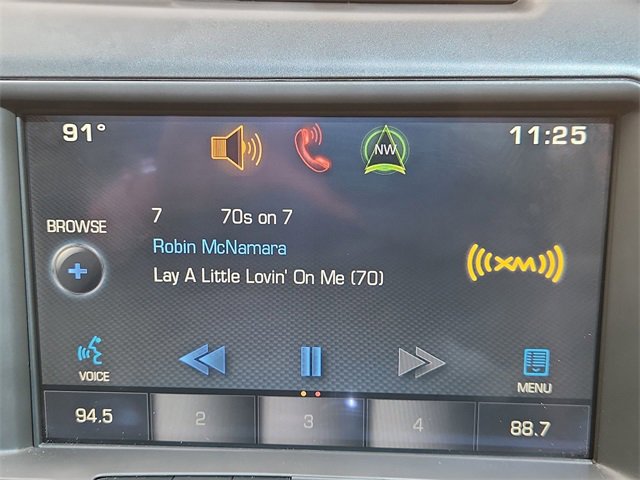 91° NW 11:25
7 70s on 7
BROWSE
Robin McNamara
XM
Lay A Little Lovin' On Me (70)
VOICE
MENU
94.5 2 3 4 88.7